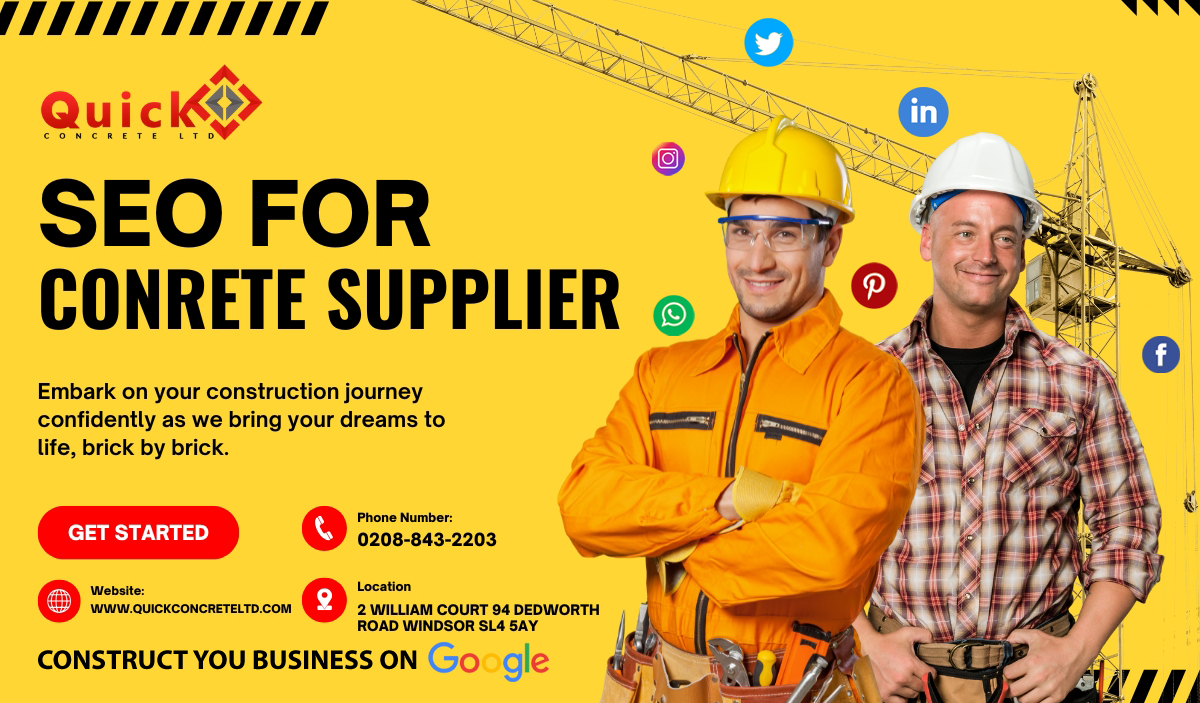 Quick
CONCRETE LTD
SEO FOR
CONRETE SUPPLIER
Embark on your construction journey
confidently as we bring your dreams to
life, brick by brick.
GET STARTED
Phone Number:
0208-843-2203
Website:
WWW.QUICKCONCRETELTD.COM
Location
2 WILLIAM COURT 94 DEDWORTH
ROAD WINDSOR SL4 5AY
CONSTRUCT YOU BUSINESS ON Google
in
f